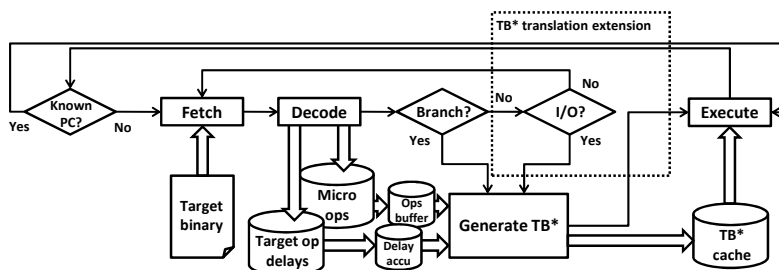 TB* translation extension
Known
PC?
Yes
No
Fetch
Decode
Branch?
No
Yes
No
I/O?
Yes
Execute
Target
binary
Micro
ops
Ops
buffer
Target op
delays
Delay
accu
Generate TB*
TB*
cache